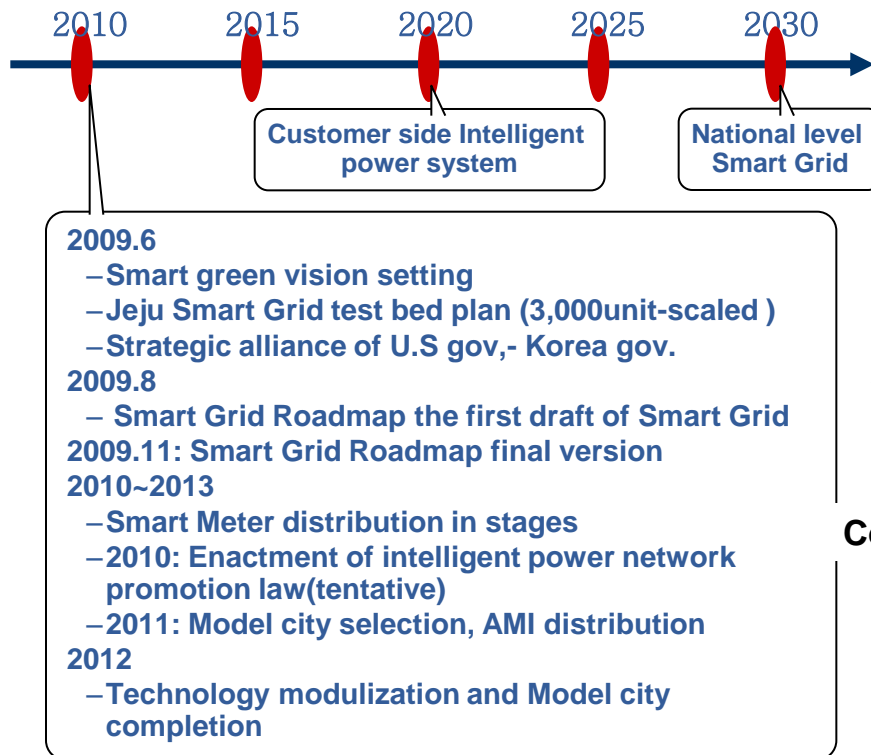 2010 2015 2020 2025 2030
Customer side Intelligent
power system
National level
Smart Grid
2009.6
–Smart green vision setting
–Jeju Smart Grid test bed plan (3,000unit-scaled )
–Strategic alliance of U.S gov,- Korea gov.
2009.8
– Smart Grid Roadmap the first draft of Smart Grid
2009.11: Smart Grid Roadmap final version
2010~2013
–Smart Meter distribution in stages
–2010: Enactment of intelligent power network
promotion law(tentative)
–2011: Model city selection, AMI distribution
2012
–Technology modulization and Model city
completion